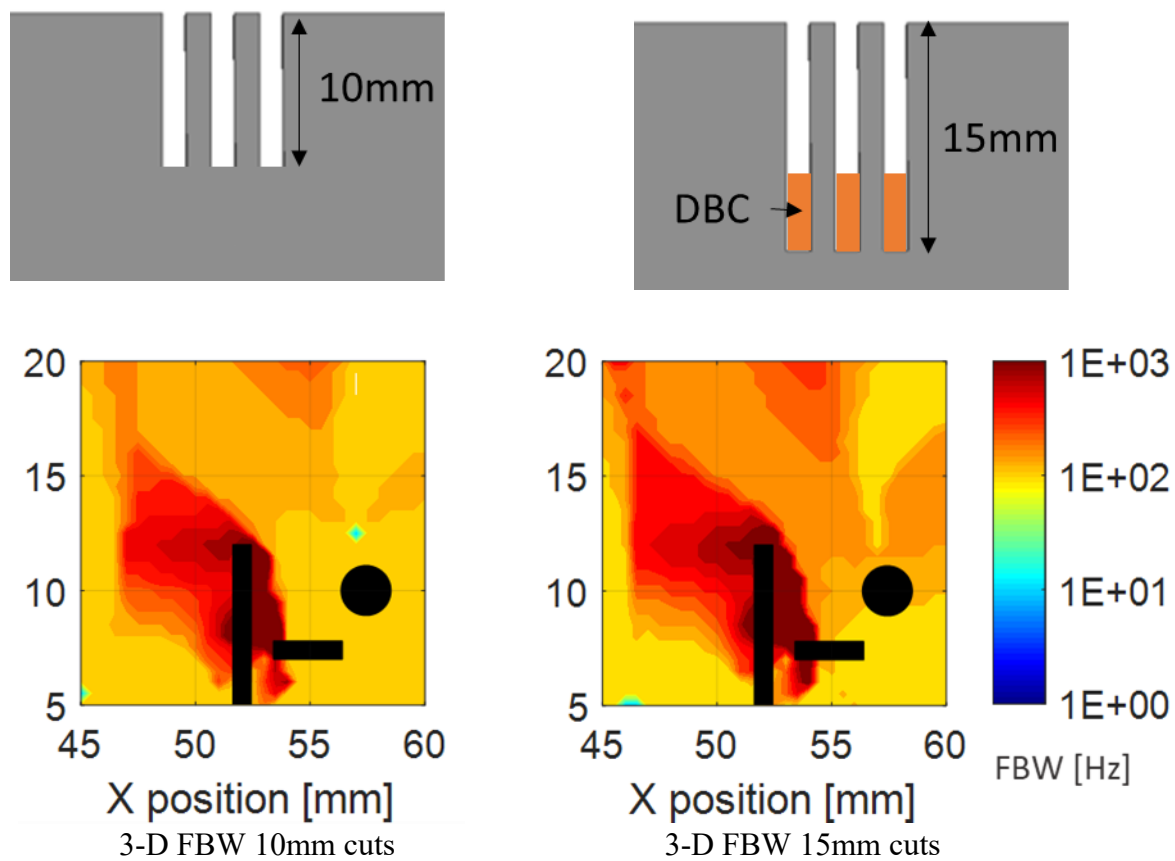 10mm
15mm
DBC
20
15
10
5
45
50
55
60
X position [mm]
3-D FBW 10mm cuts
20
15
10
5
45
50
55
60
X position [mm]
3-D FBW 15mm cuts
1E+03
1E+02
1E+01
1E+00
FBW [Hz]